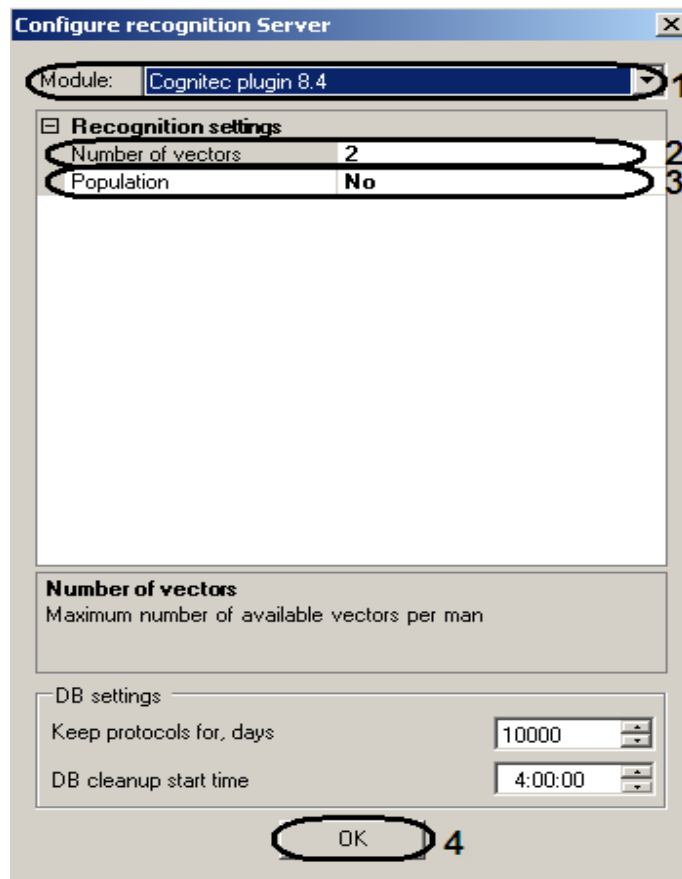 Configure recognition Server
Module: Cognitec plugin 8.4 1
Recognition settings
Number of vectors 2 2
Population No 3
Number of vectors
Maximum number of available vectors per man
DB settings
Keep protocols for, days 10000
DB cleanup start time 4:00:00
OK 4